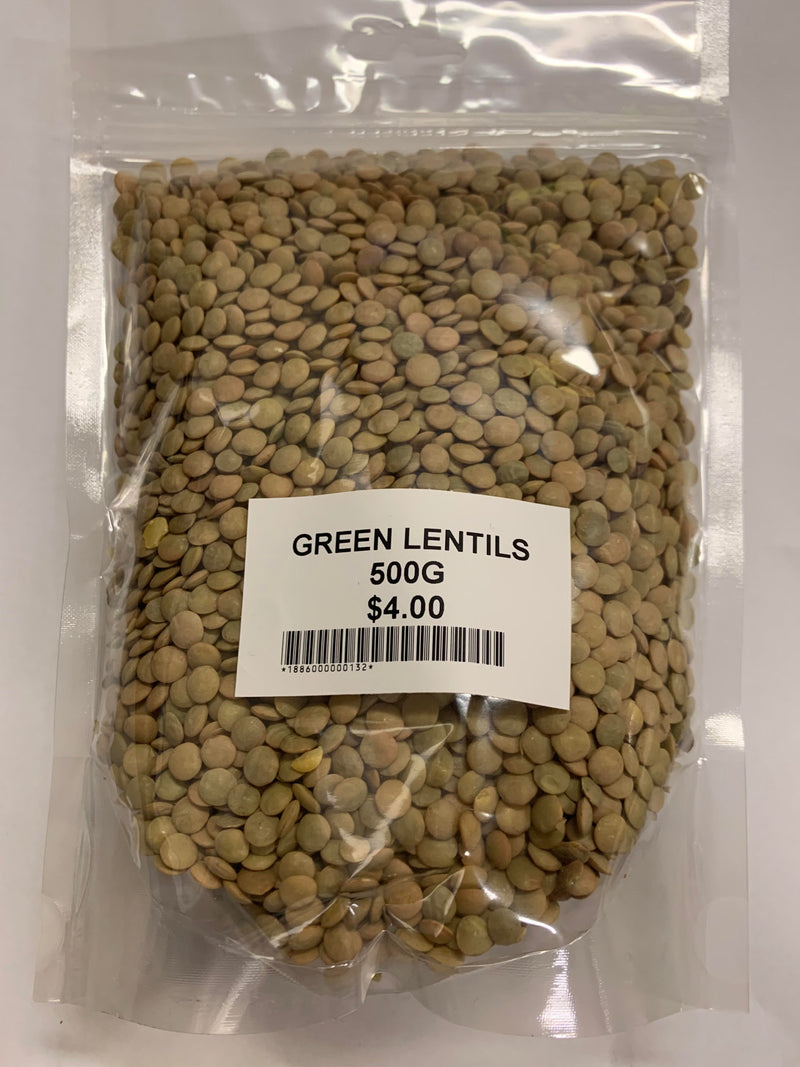 GREEN LENTILS
500G
$4.00
*1886000000132*